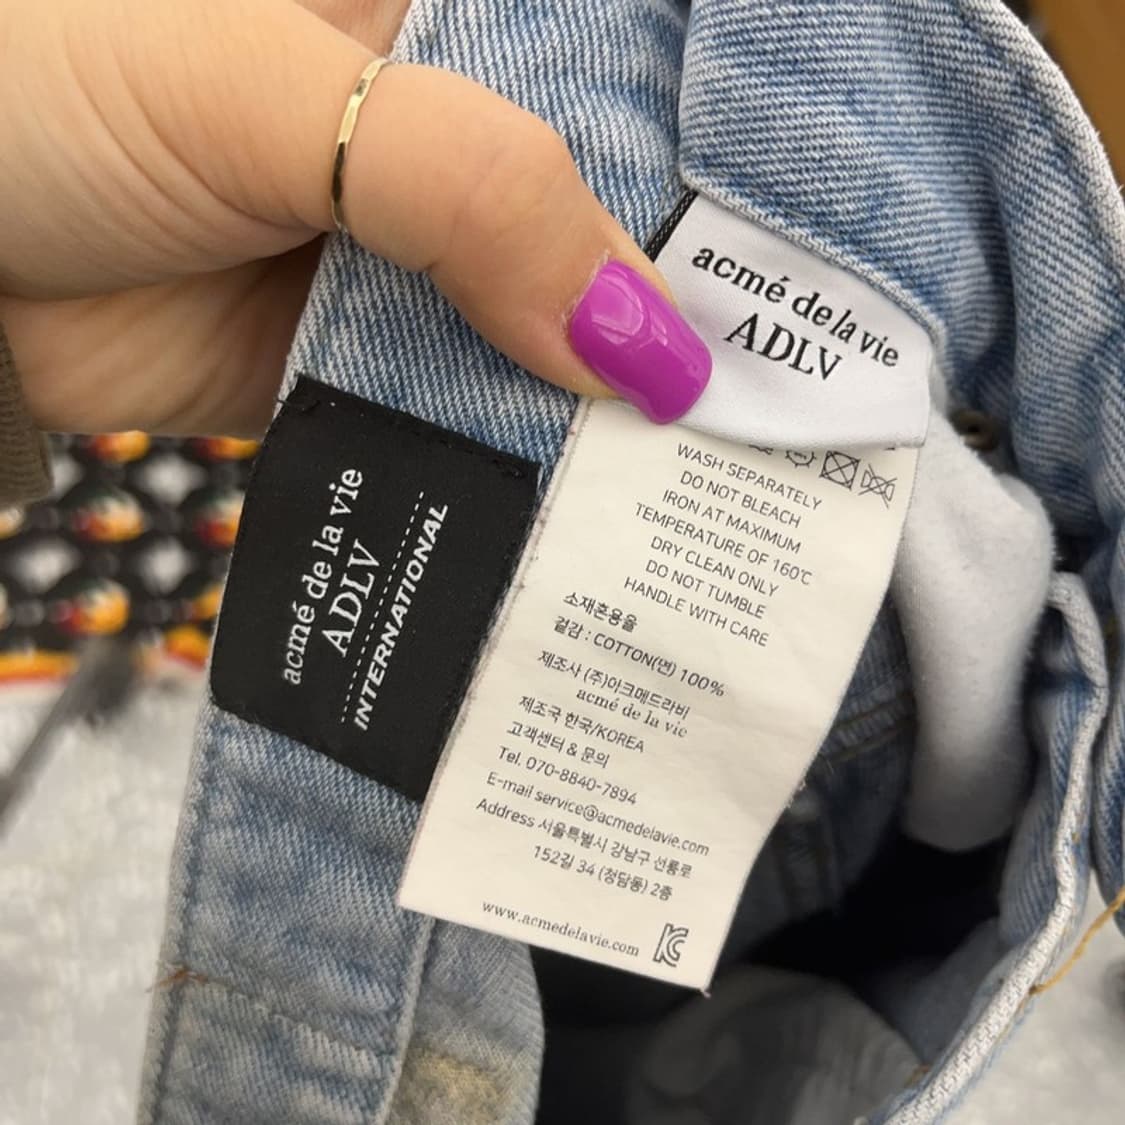 acmé de la vie
ADLV
acmé de la vie
ADLV
INTERNATIONAL
WASH SEPARATELY
DO NOT BLEACH
IRON AT MAXIMUM
TEMPERATURE OF 160℃
DRY CLEAN ONLY
DO NOT TUMBLE
HANDLE WITH CARE
소재혼용율
겉감 : COTTON(면) 100%
제조사 (주)아크메드라비
acmé de la vie
제조국 한국/KOREA
고객센터 & 문의
Tel. 070-8840-7894
E-mail service@acmedelavie.com
Address 서울특별시 강남구 선릉로
152길 34 (청담동) 2층
www.acmedelavie.com